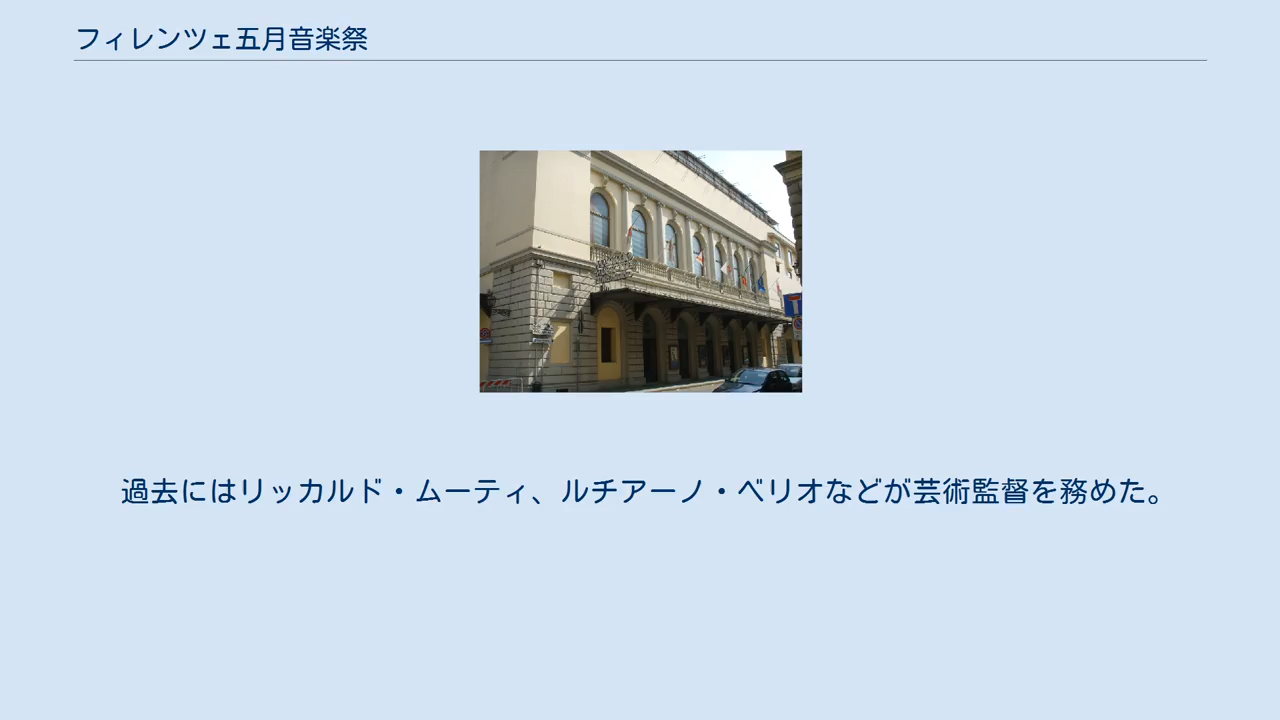 フィレンツェ五月音楽祭
過去にはリッカルド・ムーティ、ルチアーノ・ベリオなどが芸術監督を務めた。